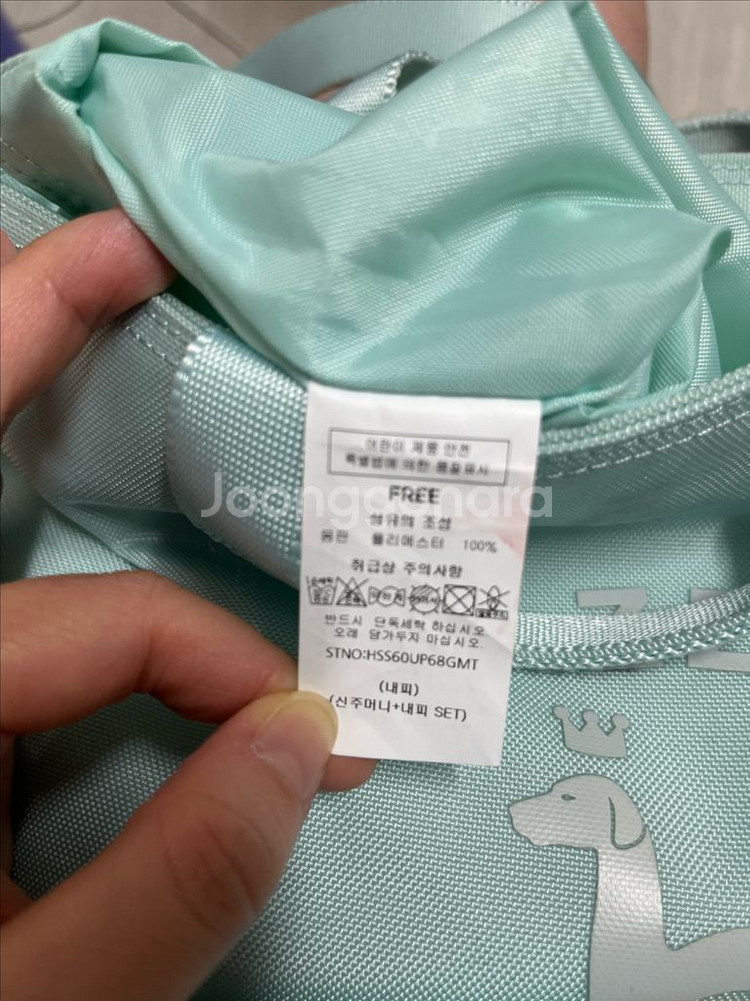 어린이 제품 안전
특별법에 의한 품질표시
FREE
섬유의 조성
폴리에스터 100%
취급상 주의사항
반드시 단독세탁 하십시오
오래 담가두지 마십시오.
STNO:HSS60UP68GMT
(내피)
(신주머니+내피 SET)
Joonggonara